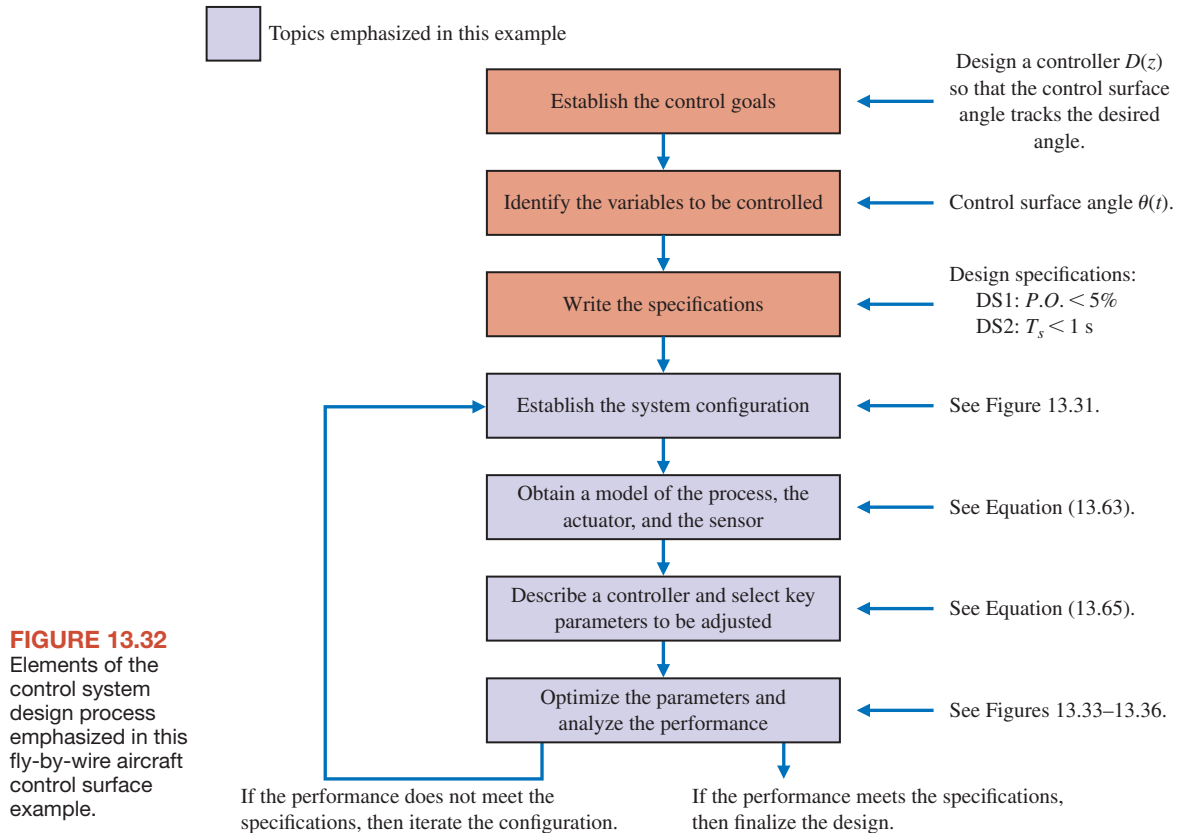 Topics emphasized in this example
Establish the control goals
Design a controller D(z)
so that the control surface
angle tracks the desired
angle.
Identify the variables to be controlled
Control surface angle θ(t).
Write the specifications
Design specifications:
DS1: P.O. < 5%
DS2: Ts < 1 s
Establish the system configuration
See Figure 13.31.
Obtain a model of the process, the
actuator, and the sensor
See Equation (13.63).
Describe a controller and select key
parameters to be adjusted
See Equation (13.65).
Optimize the parameters and
analyze the performance
See Figures 13.33–13.36.
If the performance does not meet the
specifications, then iterate the configuration.
If the performance meets the specifications,
then finalize the design.
FIGURE 13.32
Elements of the
control system
design process
emphasized in this
fly-by-wire aircraft
control surface
example.